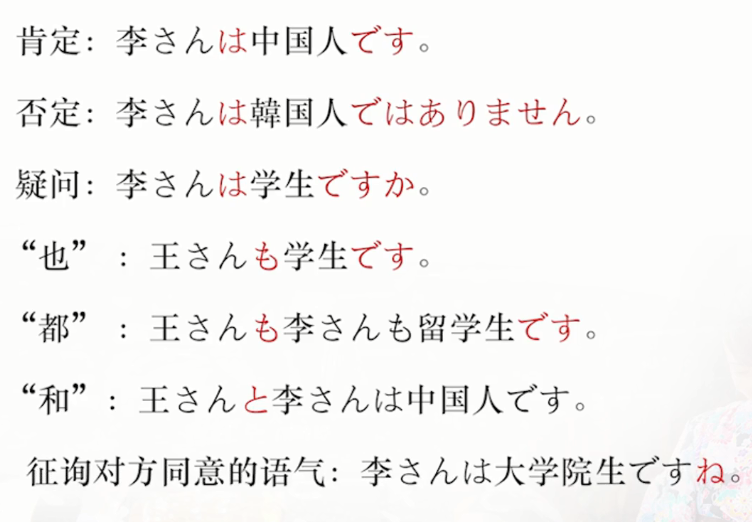 肯定：李さんは中国人です。
否定：李さんは韓国人ではありません。
疑问：李さんは学生ですか。
“也” ：王さんも学生です。
“都” ：王さんも李さんも留学生です。
“和” ：王さんと李さんは中国人です。
征询对方同意的语气：李さんは大学院生ですね。